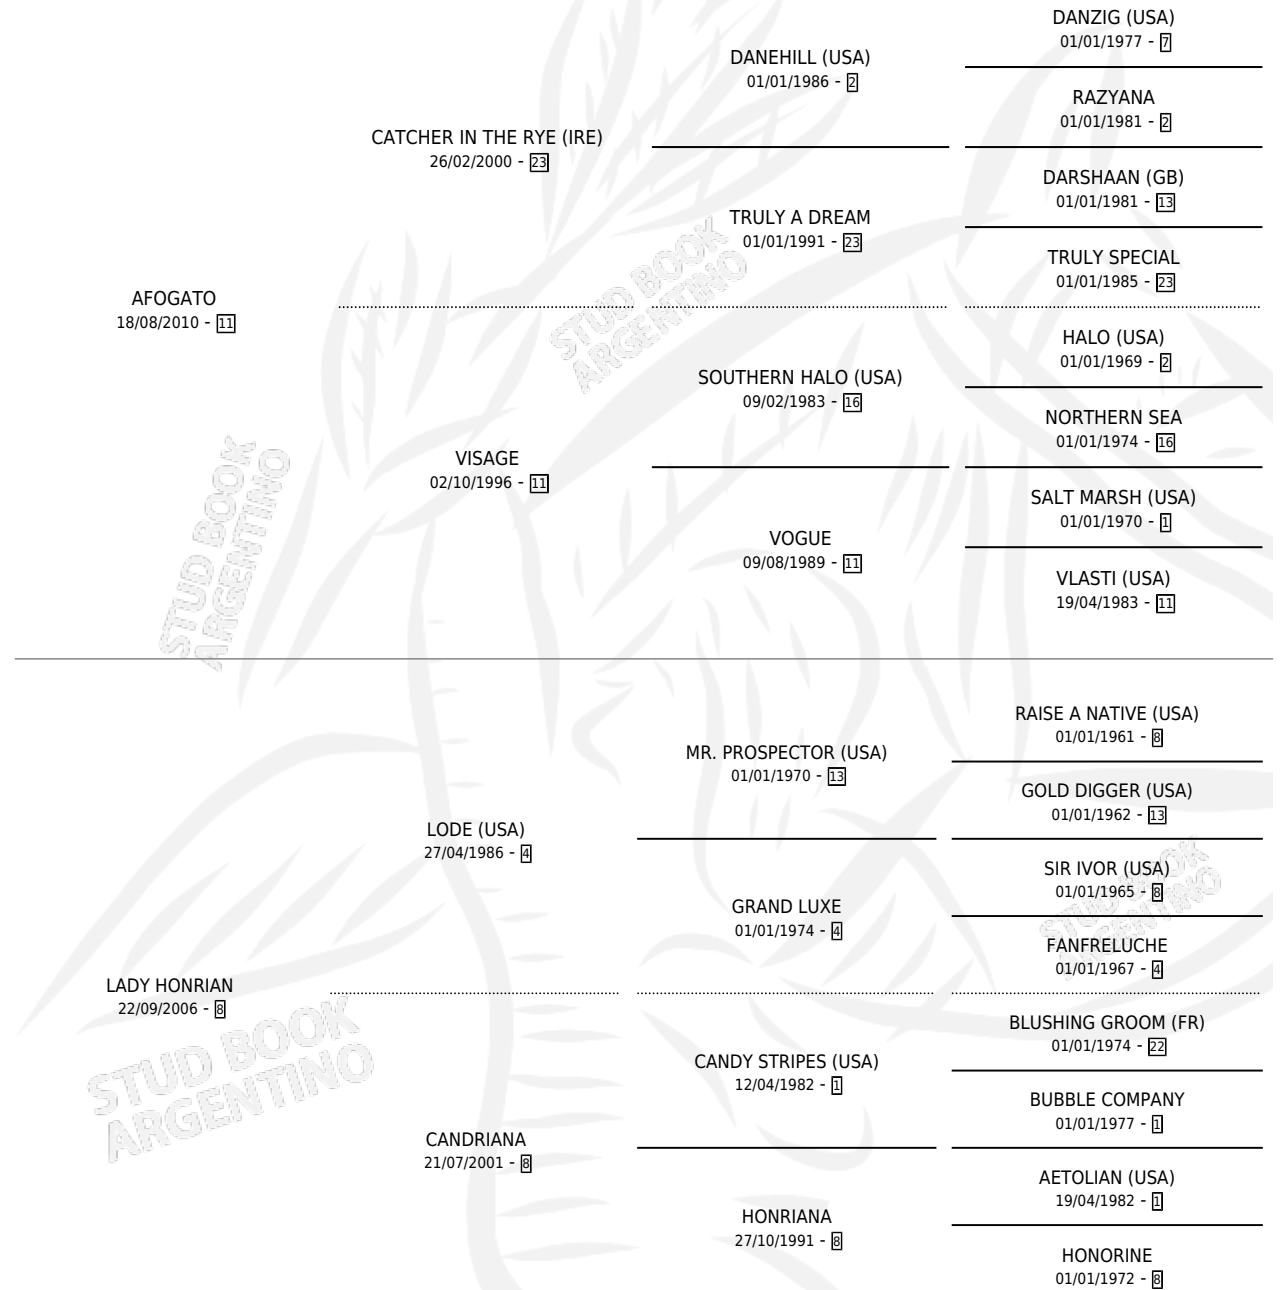 DANZIG (USA)
01/01/1977 - 7
DANEHILL (USA)
01/01/1986 - 2
RAZYANA
01/01/1981 - 2
CATCHER IN THE RYE (IRE)
26/02/2000 - 23
DARSHAAN (GB)
01/01/1981 - 13
TRULY A DREAM
01/01/1991 - 23
TRULY SPECIAL
01/01/1985 - 23
AFOGATO
18/08/2010 - 11
HALO (USA)
01/01/1969 - 2
SOUTHERN HALO (USA)
09/02/1983 - 16
NORTHERN SEA
01/01/1974 - 16
VISAGE
02/10/1996 - 11
SALT MARSH (USA)
01/01/1970 - 1
VOGUE
09/08/1989 - 11
VLASTI (USA)
19/04/1983 - 11
STUD BOOK
ARGENTINO
STUD BOOK
ARGENTINO
RAISE A NATIVE (USA)
01/01/1961 - 8
MR. PROSPECTOR (USA)
01/01/1970 - 13
GOLD DIGGER (USA)
01/01/1962 - 13
LODE (USA)
27/04/1986 - 4
SIR IVOR (USA)
01/01/1965 - 8
GRAND LUXE
01/01/1974 - 4
FANFRELUCHE
01/01/1967 - 4
LADY HONRIAN
22/09/2006 - 8
BLUSHING GROOM (FR)
01/01/1974 - 22
CANDY STRIPES (USA)
12/04/1982 - 1
BUBBLE COMPANY
01/01/1977 - 1
CANDRIANA
21/07/2001 - 8
AETOLIAN (USA)
19/04/1982 - 1
HONRIANA
27/10/1991 - 8
HONORINE
01/01/1972 - 8
STUD BOOK
ARGENTINO
STUD BOOK
ARGENTINO